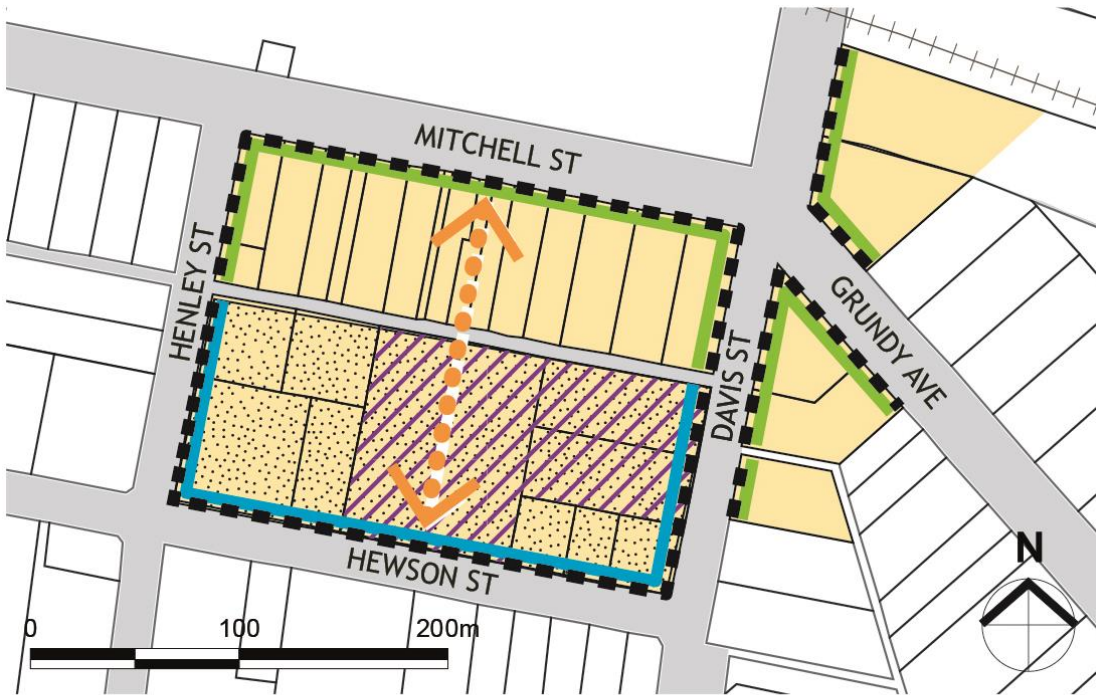 MITCHELL ST
HENLEY ST
GRUNDY AVE
DAVIS ST
HEWSON ST
N
0 100 200m